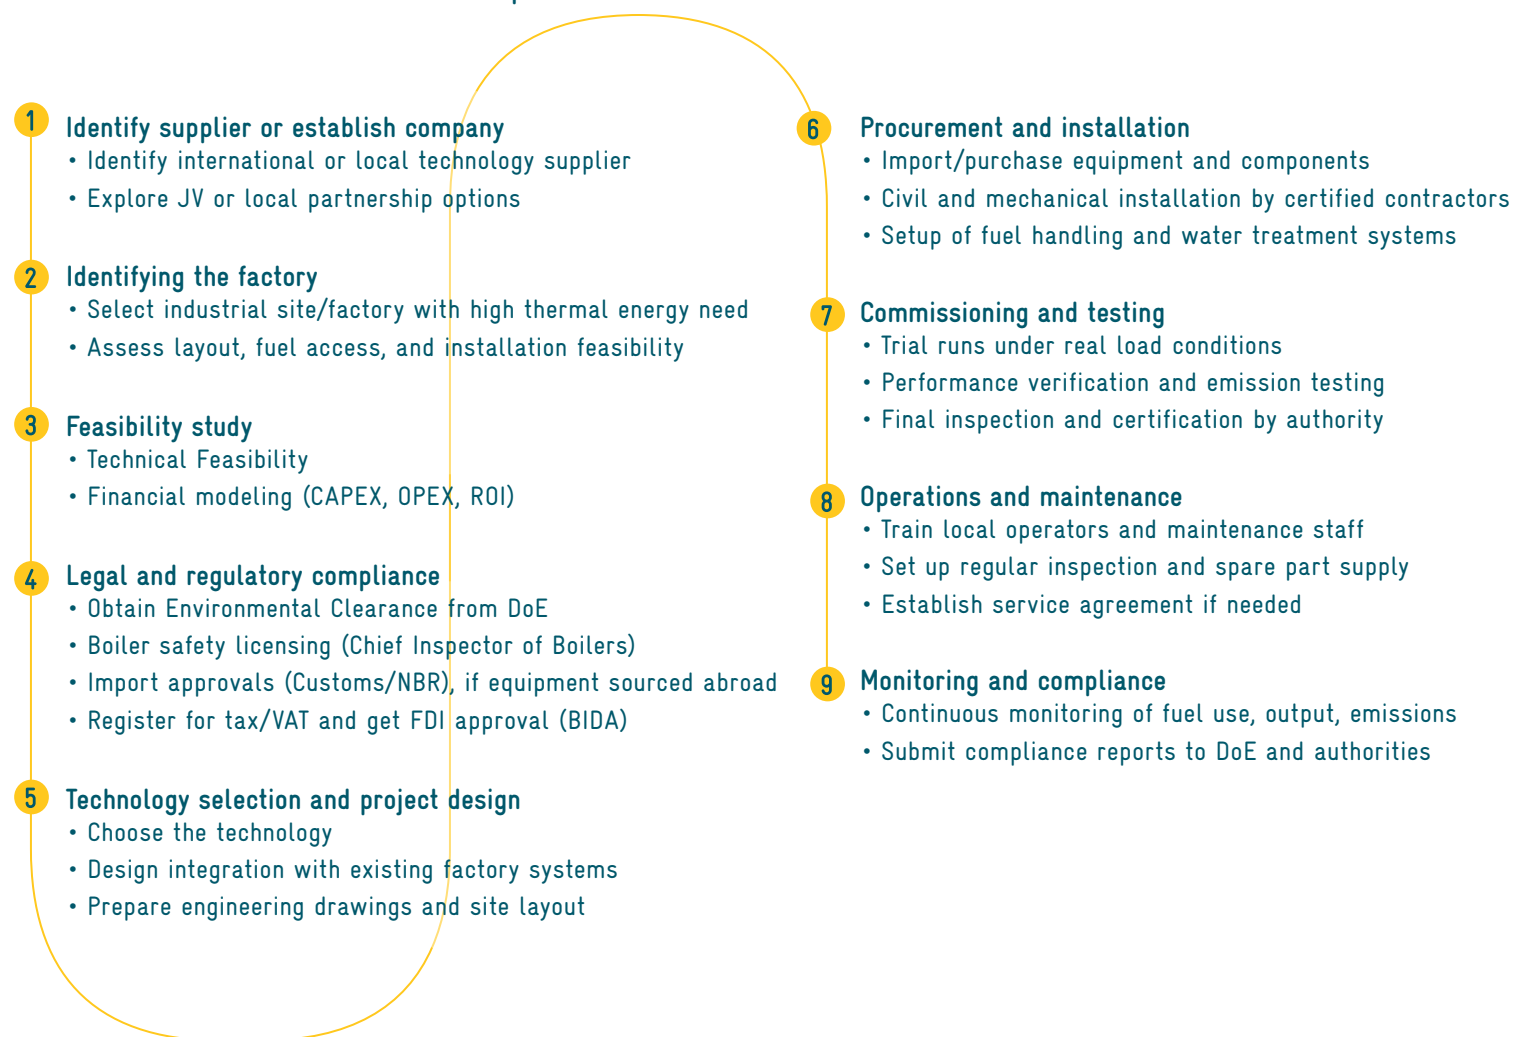 1
Identify supplier or establish company
• Identify international or local technology supplier
• Explore JV or local partnership options
2
Identifying the factory
• Select industrial site/factory with high thermal energy need
• Assess layout, fuel access, and installation feasibility
3
Feasibility study
• Technical Feasibility
• Financial modeling (CAPEX, OPEX, ROI)
4
Legal and regulatory compliance
• Obtain Environmental Clearance from DoE
• Boiler safety licensing (Chief Inspector of Boilers)
• Import approvals (Customs/NBR), if equipment sourced abroad
• Register for tax/VAT and get FDI approval (BIDA)
5
Technology selection and project design
• Choose the technology
• Design integration with existing factory systems
• Prepare engineering drawings and site layout
6
Procurement and installation
• Import/purchase equipment and components
• Civil and mechanical installation by certified contractors
• Setup of fuel handling and water treatment systems
7
Commissioning and testing
• Trial runs under real load conditions
• Performance verification and emission testing
• Final inspection and certification by authority
8
Operations and maintenance
• Train local operators and maintenance staff
• Set up regular inspection and spare part supply
• Establish service agreement if needed
9
Monitoring and compliance
• Continuous monitoring of fuel use, output, emissions
• Submit compliance reports to DoE and authorities